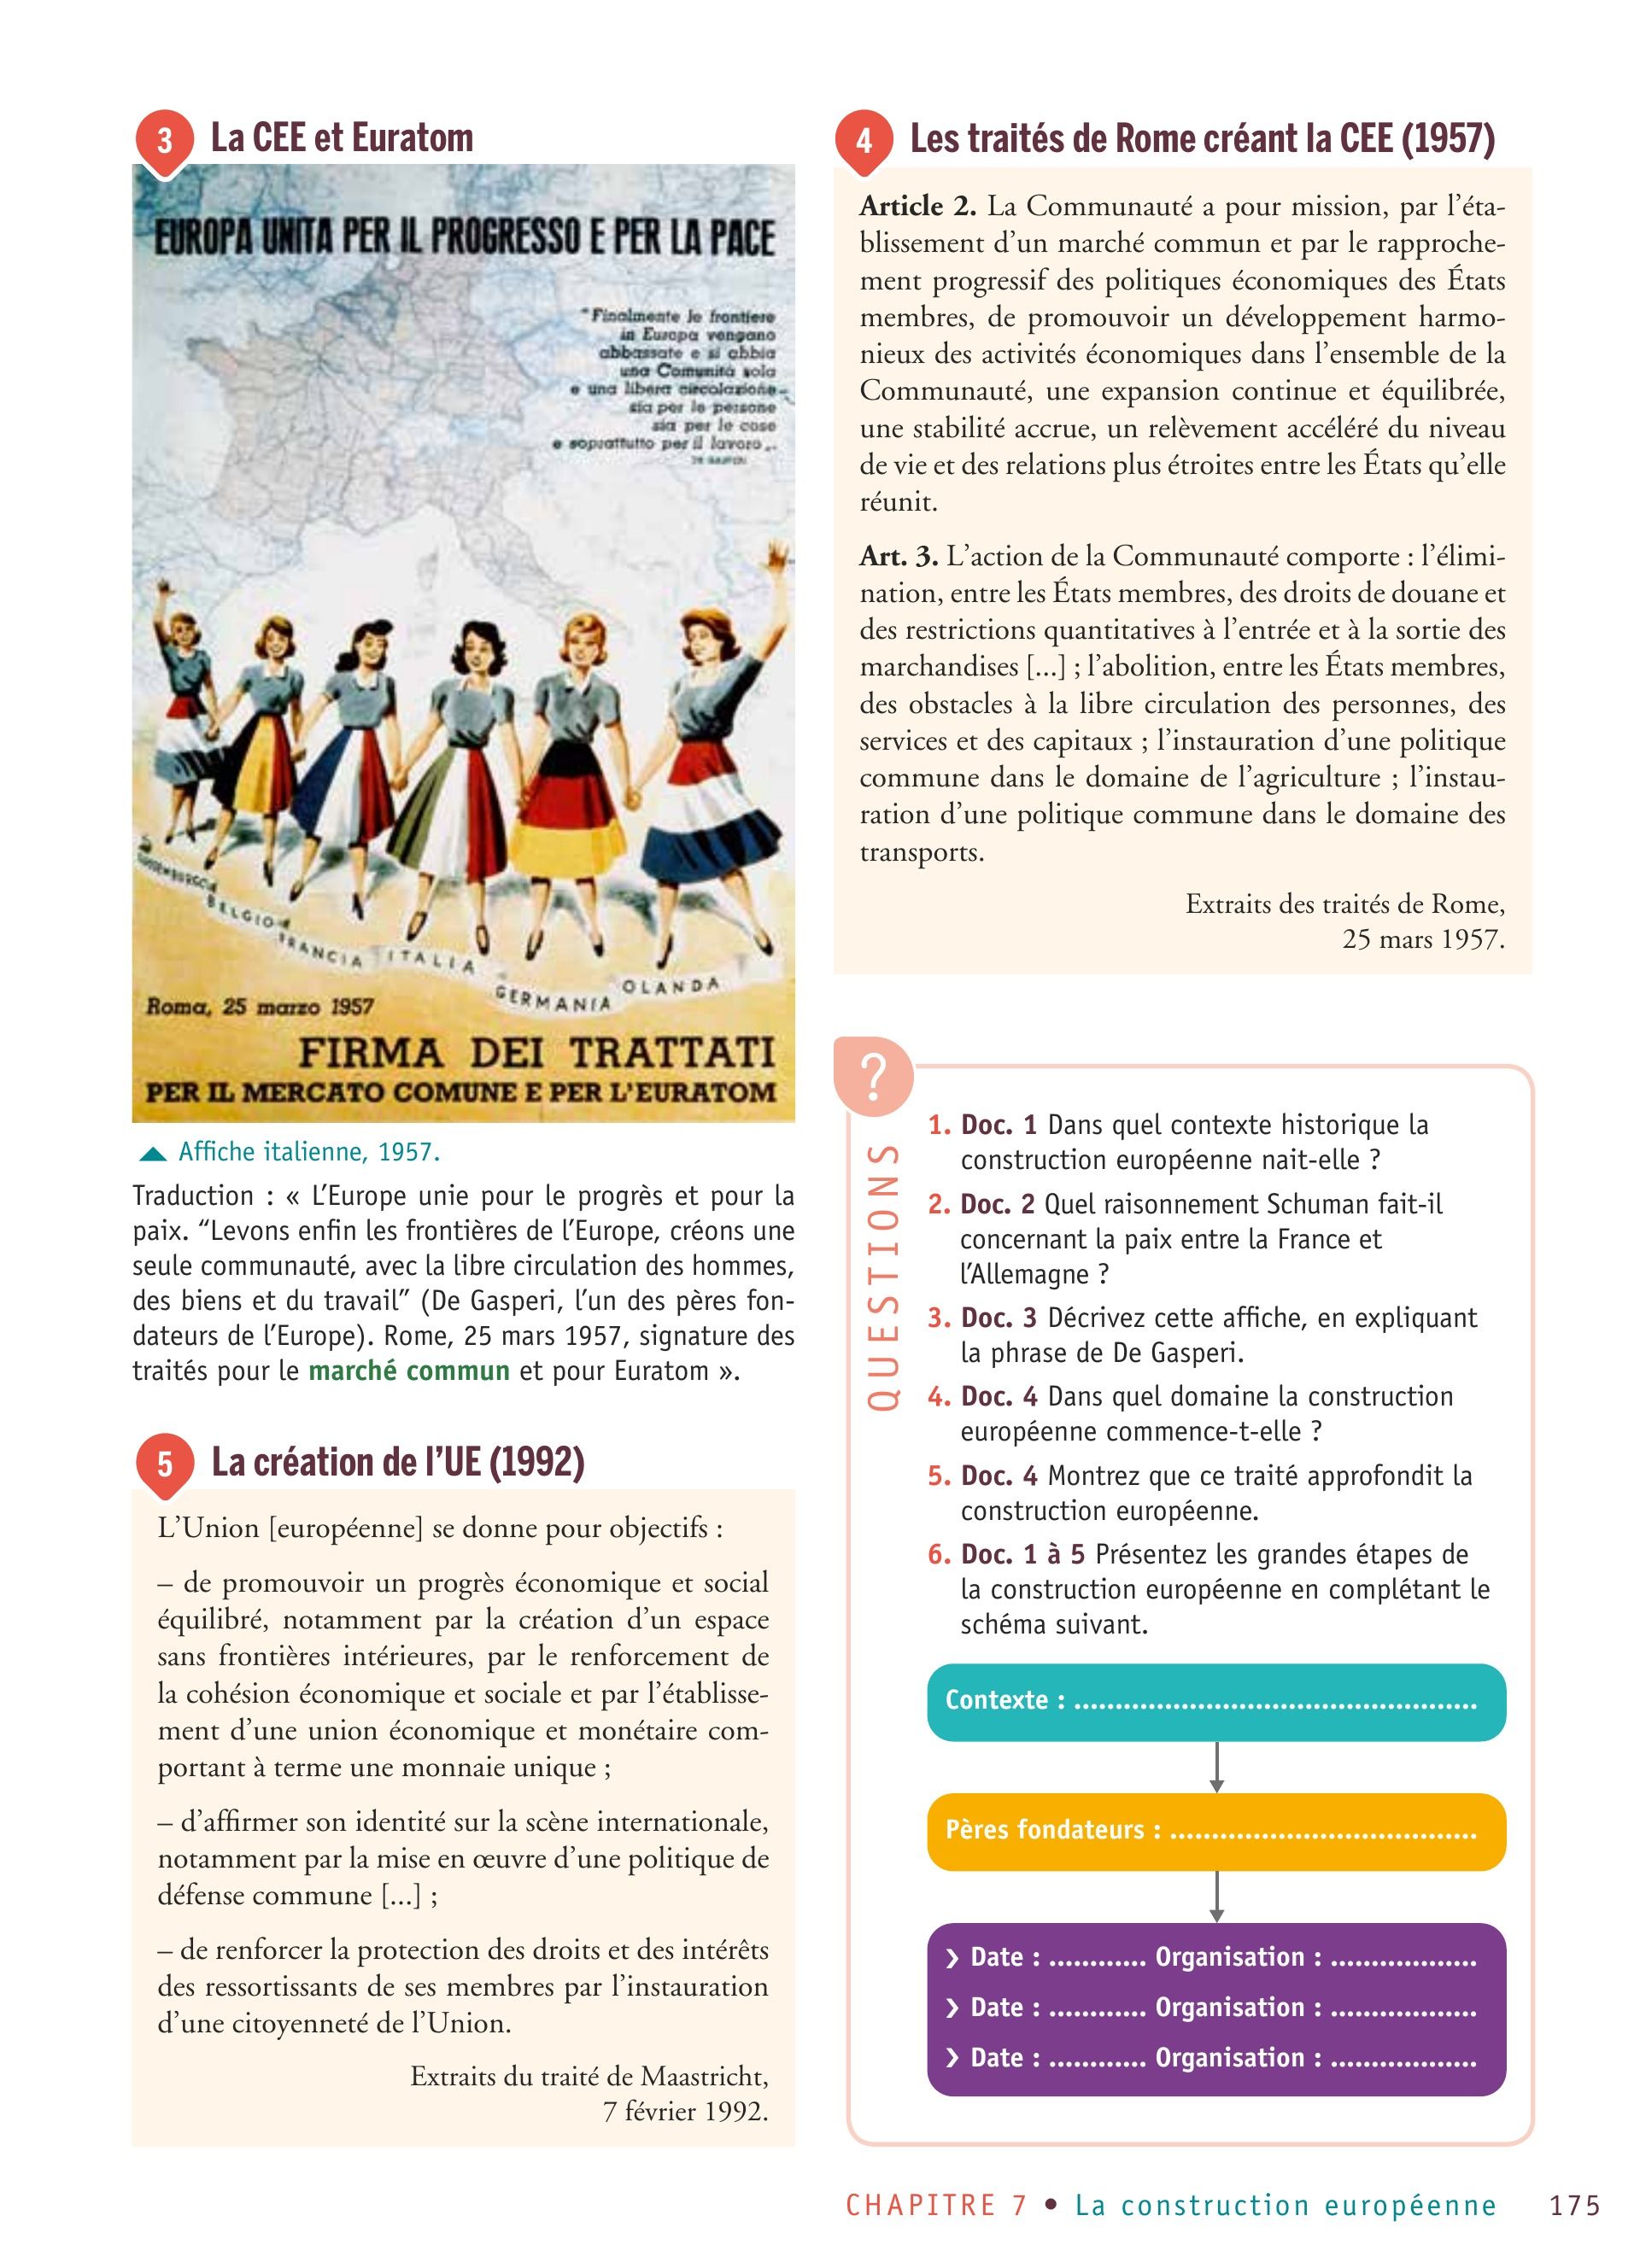 3
La CEE et Euratom
EUROPA UNITA PER IL PROGRESSO E PER LA PACE
"Finalmente le frontiere
in Europa vengano
abbassate e si abbia
una Comunità sola
e una libera circolazione
sia per le persone
sia per le cose
e soprattutto per il lavoro„
DE GASPERI
LUSSEMBURGO
BELGIO
FRANCIA
ITALIA
GERMANIA
OLANDA
Roma, 25 marzo 1957
FIRMA DEI TRATTATI
PER IL MERCATO COMUNE E PER L'EURATOM
Affiche italienne, 1957.
Traduction : « L’Europe unie pour le progrès et pour la
paix. “Levons enfin les frontières de l’Europe, créons une
seule communauté, avec la libre circulation des hommes,
des biens et du travail” (De Gasperi, l’un des pères fon-
dateurs de l’Europe). Rome, 25 mars 1957, signature des
traités pour le marché commun et pour Euratom ».
5
La création de l’UE (1992)
L’Union [européenne] se donne pour objectifs :
– de promouvoir un progrès économique et social
équilibré, notamment par la création d’un espace
sans frontières intérieures, par le renforcement de
la cohésion économique et sociale et par l’établisse-
ment d’une union économique et monétaire com-
portant à terme une monnaie unique ;
– d’affirmer son identité sur la scène internationale,
notamment par la mise en œuvre d’une politique de
défense commune [...] ;
– de renforcer la protection des droits et des intérêts
des ressortissants de ses membres par l’instauration
d’une citoyenneté de l’Union.
Extraits du traité de Maastricht,
7 février 1992.
4
Les traités de Rome créant la CEE (1957)
Article 2. La Communauté a pour mission, par l’éta-
blissement d’un marché commun et par le rapproche-
ment progressif des politiques économiques des États
membres, de promouvoir un développement harmo-
nieux des activités économiques dans l’ensemble de la
Communauté, une expansion continue et équilibrée,
une stabilité accrue, un relèvement accéléré du niveau
de vie et des relations plus étroites entre les États qu’elle
réunit.
Art. 3. L’action de la Communauté comporte : l’élimi-
nation, entre les États membres, des droits de douane et
des restrictions quantitatives à l’entrée et à la sortie des
marchandises [...] ; l’abolition, entre les États membres,
des obstacles à la libre circulation des personnes, des
services et des capitaux ; l’instauration d’une politique
commune dans le domaine de l’agriculture ; l’instau-
ration d’une politique commune dans le domaine des
transports.
Extraits des traités de Rome,
25 mars 1957.
?
QUESTIONS
1. Doc. 1 Dans quel contexte historique la
construction européenne nait-elle ?
2. Doc. 2 Quel raisonnement Schuman fait-il
concernant la paix entre la France et
l’Allemagne ?
3. Doc. 3 Décrivez cette affiche, en expliquant
la phrase de De Gasperi.
4. Doc. 4 Dans quel domaine la construction
européenne commence-t-elle ?
5. Doc. 4 Montrez que ce traité approfondit la
construction européenne.
6. Doc. 1 à 5 Présentez les grandes étapes de
la construction européenne en complétant le
schéma suivant.
Contexte : .................................................
Pères fondateurs : .....................................
❯ Date : ............ Organisation : ..................
❯ Date : ............ Organisation : ..................
❯ Date : ............ Organisation : ..................
CHAPITRE 7 • La construction européenne 175